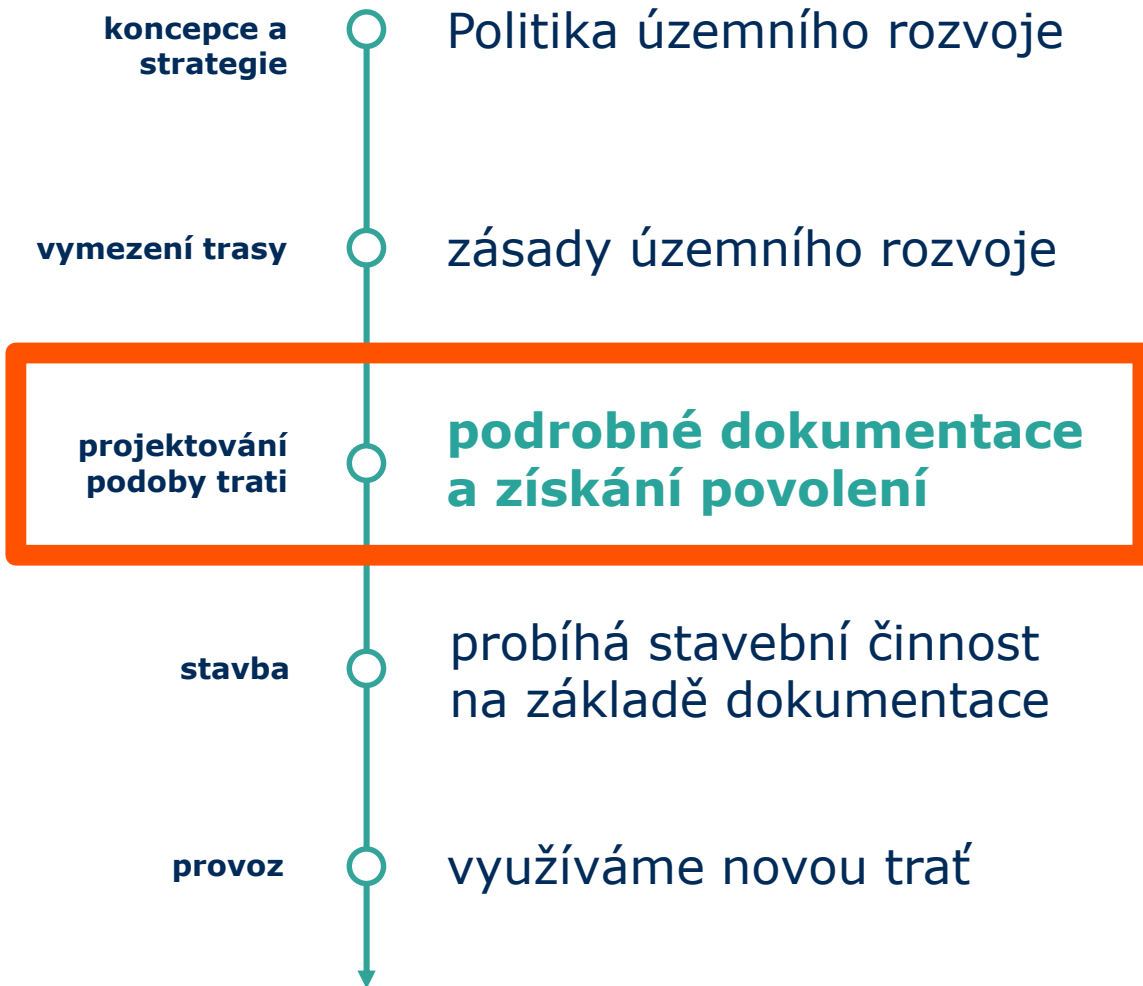 koncepce a
strategie
Politika územního rozvoje
vymezení trasy
zásady územního rozvoje
projektování
podoby trati
podrobné dokumentace
a získání povolení
stavba
probíhá stavební činnost
na základě dokumentace
provoz
využíváme novou trať